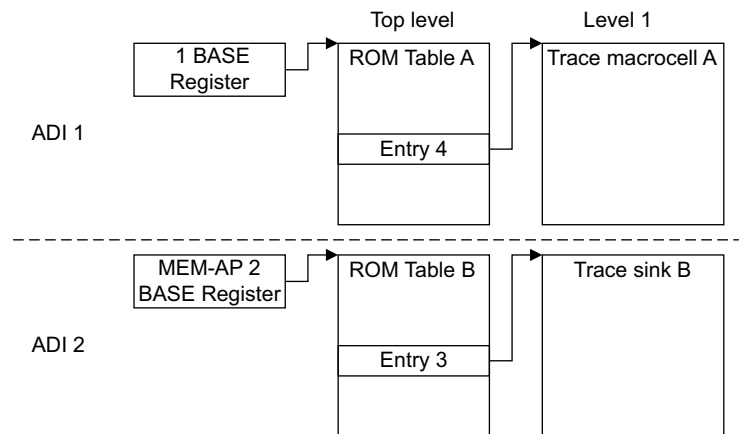 Top level
Level 1
1 BASE
Register
ROM Table A
Trace macrocell A
ADI 1
Entry 4
MEM-AP 2
BASE Register
ROM Table B
Trace sink B
ADI 2
Entry 3